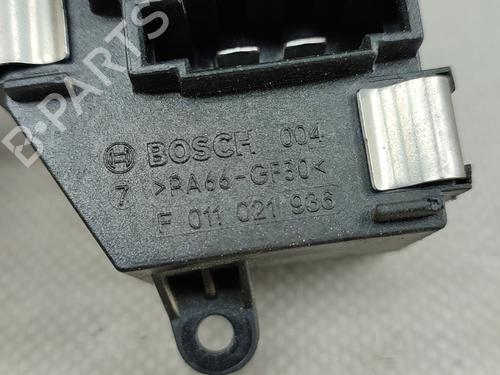 B-PARTS
BOSCH 004
7 >PA66-GF30<
F 011 021 936